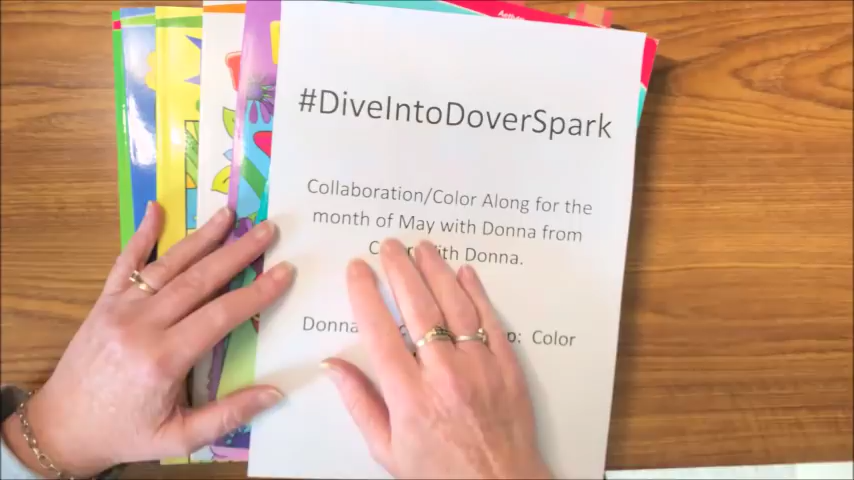 #DiveIntoDoverSpark
Collaboration/Color Along for the
month of May with Donna from
With Donna.
Donna Color